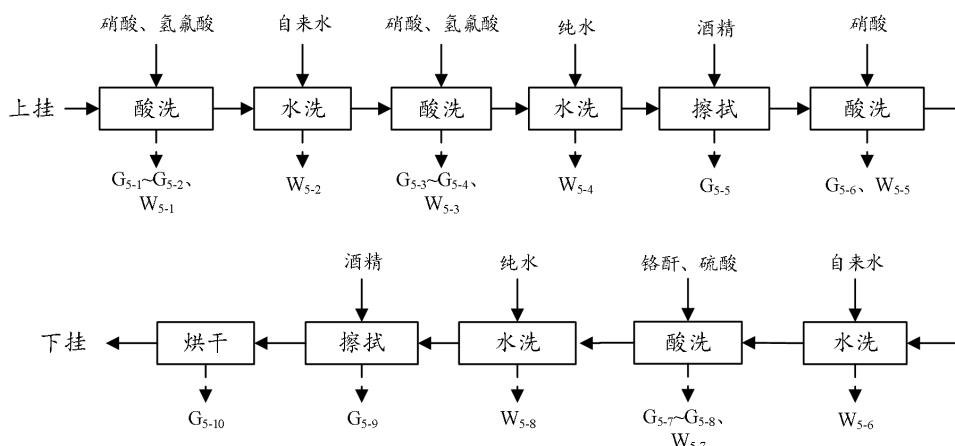 硝酸、氢氟酸 自来水 硝酸、氢氟酸 纯水 酒精 硝酸
上挂 酸洗 水洗 酸洗 水洗 擦拭 酸洗
G5-1~G5-2、 W5-2 G5-3~G5-4、 W5-4 G5-5 G5-6、W5-5
W5-1 W5-3
酒精 纯水 铬酐、硫酸 自来水
下挂 烘干 擦拭 水洗 酸洗 水洗
G5-10 G5-9 W5-8 G5-7~G5-8、 W5-6
W5-7